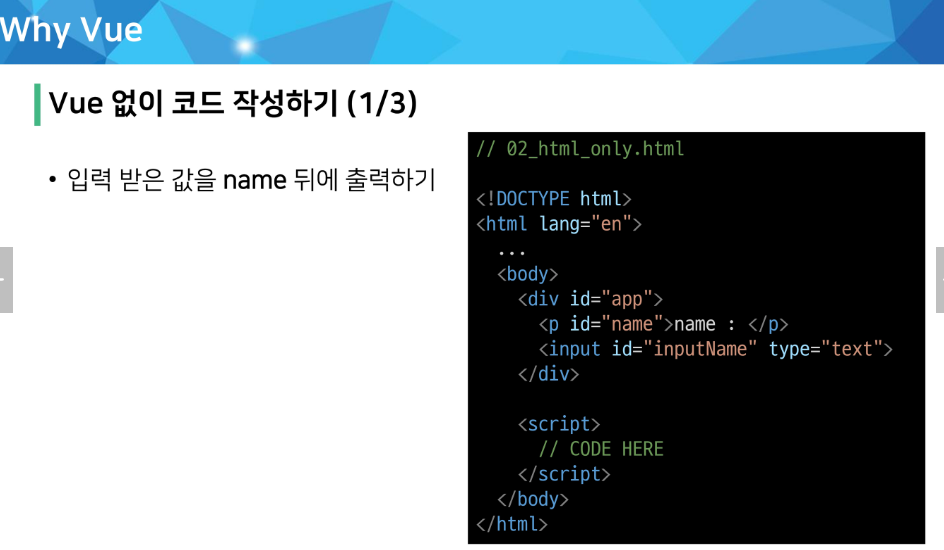 Why Vue
Vue 없이 코드 작성하기 (1/3)
• 입력 받은 값을 name 뒤에 출력하기
// 02_html_only.html
<!DOCTYPE html>
<html lang="en">
...
<body>
<div id="app">
<p id="name">name : </p>
<input id="inputName" type="text">
</div>
<script>
// CODE HERE
</script>
</body>
</html>